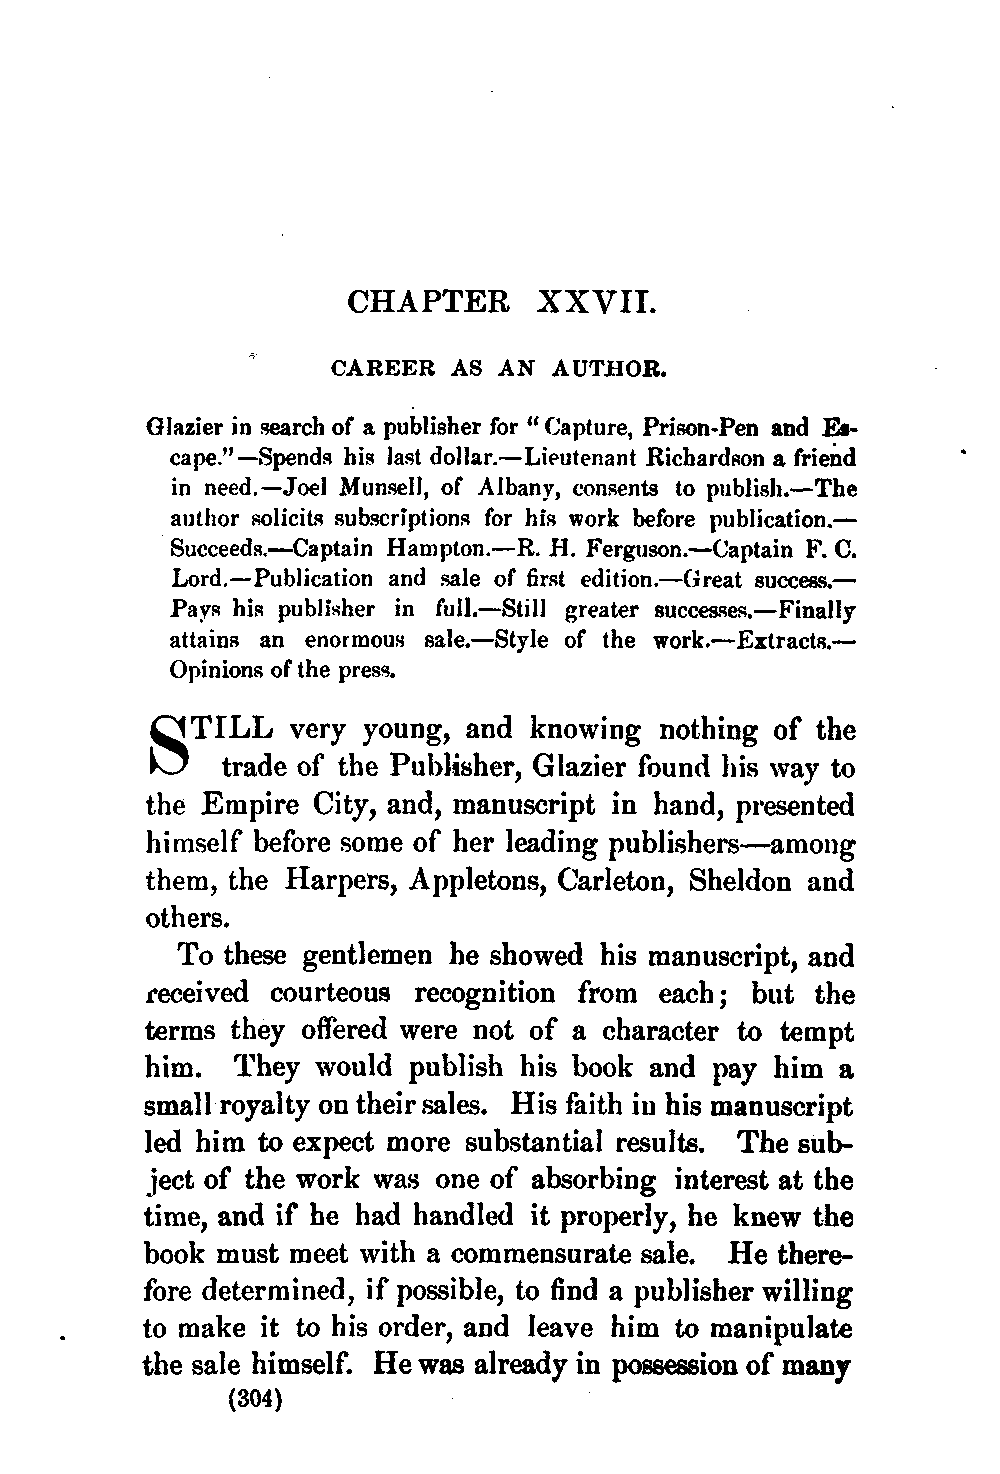 CHAPTER XXVII.
CAREER AS AN AUTHOR.
Glazier in search of a publisher for "Capture, Prison-Pen and Es-
cape."—Spends his last dollar.—Lieutenant Richardson a friend
in need.—Joel Munsell, of Albany, consents to publish.—The
author solicits subscriptions for his work before publication.—
Succeeds.—Captain Hampton.—R. H. Ferguson.—Captain F. C.
Lord.—Publication and sale of first edition.—Great success.—
Pays his publisher in full.—Still greater successes.—Finally
attains an enormous sale.—Style of the work.—Extracts.—
Opinions of the press.
STILL very young, and knowing nothing of the
trade of the Publisher, Glazier found his way to
the Empire City, and, manuscript in hand, presented
himself before some of her leading publishers—among
them, the Harpers, Appletons, Carleton, Sheldon and
others.
To these gentlemen he showed his manuscript, and
received courteous recognition from each; but the
terms they offered were not of a character to tempt
him. They would publish his book and pay him a
small royalty on their sales. His faith in his manuscript
led him to expect more substantial results. The sub-
ject of the work was one of absorbing interest at the
time, and if he had handled it properly, he knew the
book must meet with a commensurate sale. He there-
fore determined, if possible, to find a publisher willing
to make it to his order, and leave him to manipulate
the sale himself. He was already in possession of many
(304)